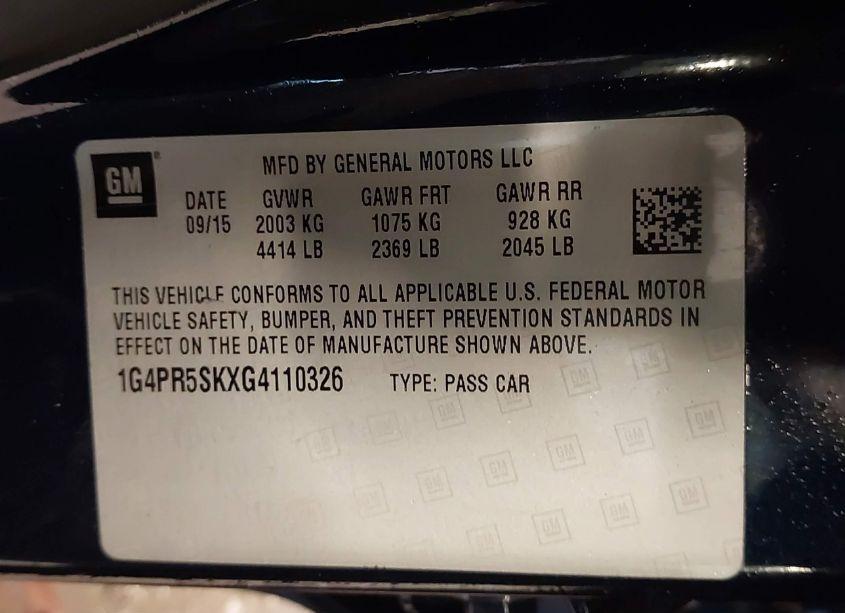 GM
MFD BY GENERAL MOTORS LLC
DATE GVWR GAWR FRT GAWR RR
09/15 2003 KG 1075 KG 928 KG
4414 LB 2369 LB 2045 LB
THIS VEHICLE CONFORMS TO ALL APPLICABLE U.S. FEDERAL MOTOR
VEHICLE SAFETY, BUMPER, AND THEFT PREVENTION STANDARDS IN
EFFECT ON THE DATE OF MANUFACTURE SHOWN ABOVE.
1G4PR5SKXG4110326 TYPE: PASS CAR